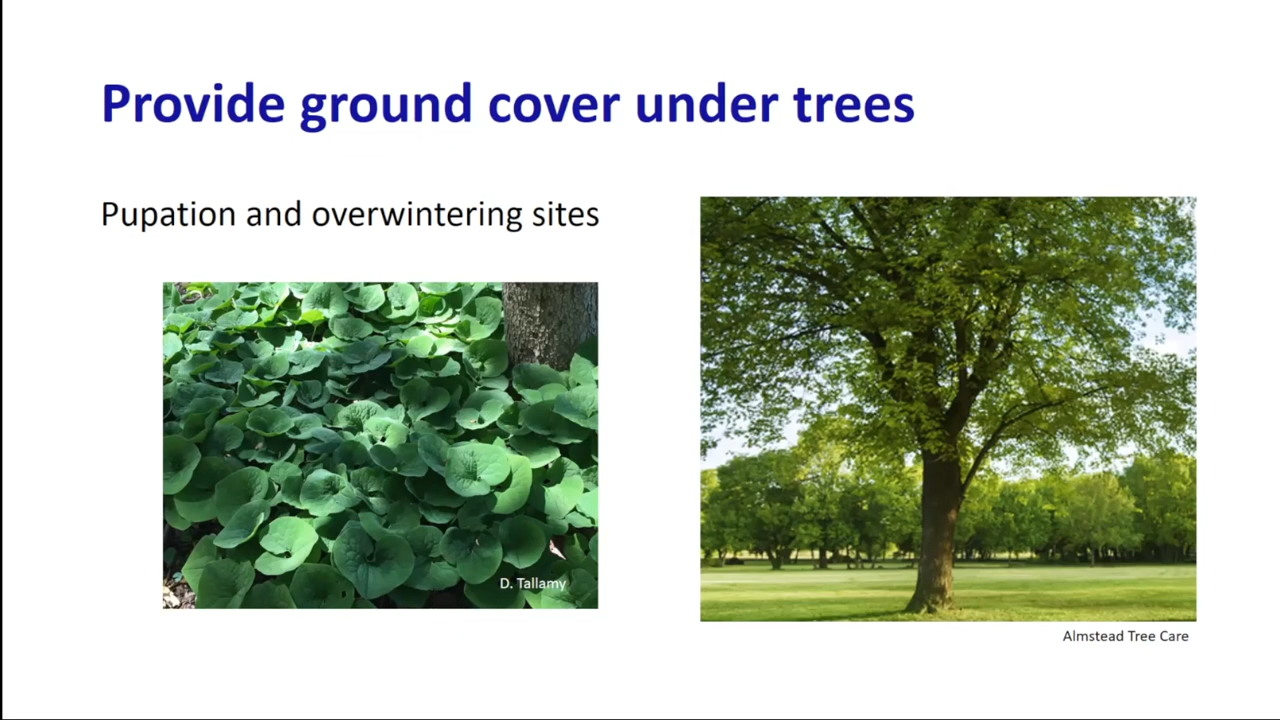 Provide ground cover under trees
Pupation and overwintering sites
D. Tallamy
Almstead Tree Care